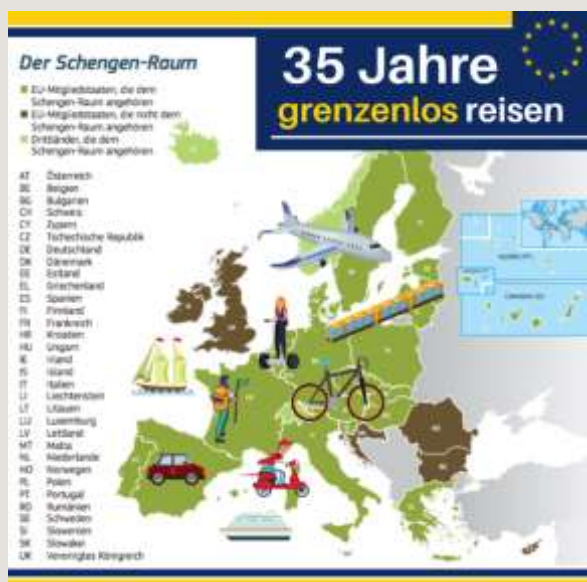 35 Jahre
grenzenlos reisen
Der Schengen-Raum
EU-Mitgliedstaaten, die dem
Schengen-Raum angehören
EU-Mitgliedstaaten, die nicht dem
Schengen-Raum angehören
Drittländer, die dem
Schengen-Raum angehören
AT Österreich
BE Belgien
BG Bulgarien
CH Schweiz
CY Zypern
CZ Tschechische Republik
DE Deutschland
DK Dänemark
EE Estland
EL Griechenland
ES Spanien
FI Finnland
FR Frankreich
HR Kroatien
HU Ungarn
IE Irland
IS Island
IT Italien
LI Liechtenstein
LT Litauen
LU Luxemburg
LV Lettland
MT Malta
NL Niederlande
NO Norwegen
PL Polen
PT Portugal
RO Rumänien
SE Schweden
SI Slowenien
SK Slowakei
UK Vereinigtes Königreich